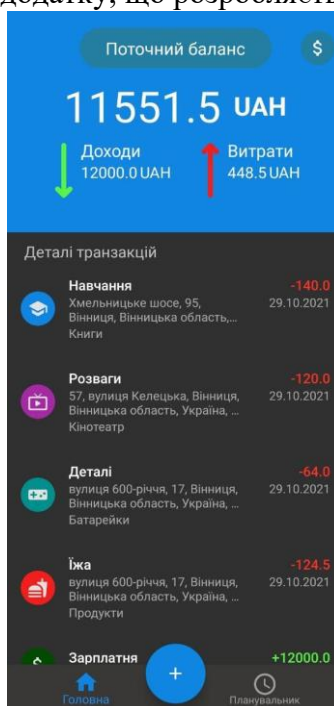 додатку, що розроблясть
Поточний баланс
$
11551.5 UAH
Доходи
12000.0 UAH
Витрати
448.5 UAH
Деталі транзакцій
Навчання
-140.0
Хмельницьке шосе, 95,
Вінниця, Вінницька область,...
29.10.2021
Книги
Розваги
-120.0
57, вулиця Келецька, Вінниця,
Вінницька область, Україна, ...
29.10.2021
Кінотеатр
Деталі
-64.0
вулиця 600-річчя, 17, Вінниця,
Вінницька область, Україна, ...
29.10.2021
Батарейки
Їжа
-124.5
вулиця 600-річчя, 17, Вінниця,
Вінницька область, Україна, ...
29.10.2021
Продукти
Зарплатня
+12000.0
+
Головна
Планувальник